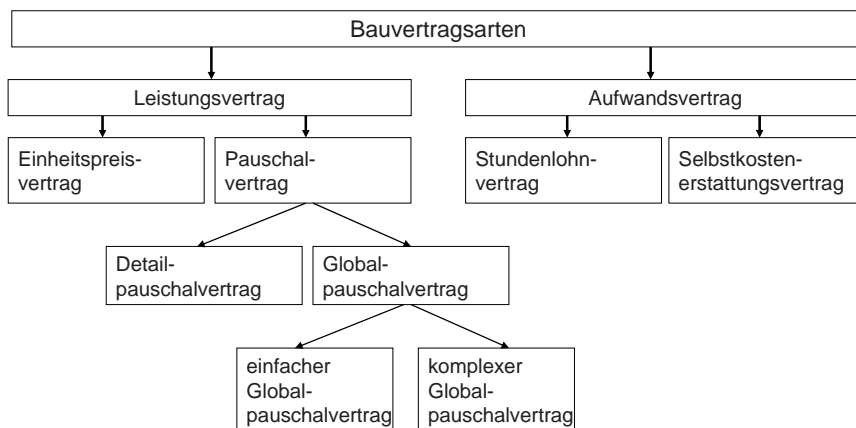 Bauvertragsarten
Leistungsvertrag
Aufwandsvertrag
Einheitspreis-
vertrag
Pauschal-
vertrag
Stundenlohn-
vertrag
Selbstkosten-
erstattungsvertrag
Detail-
pauschalvertrag
Global-
pauschalvertrag
einfacher
Global-
pauschalvertrag
komplexer
Global-
pauschalvertrag